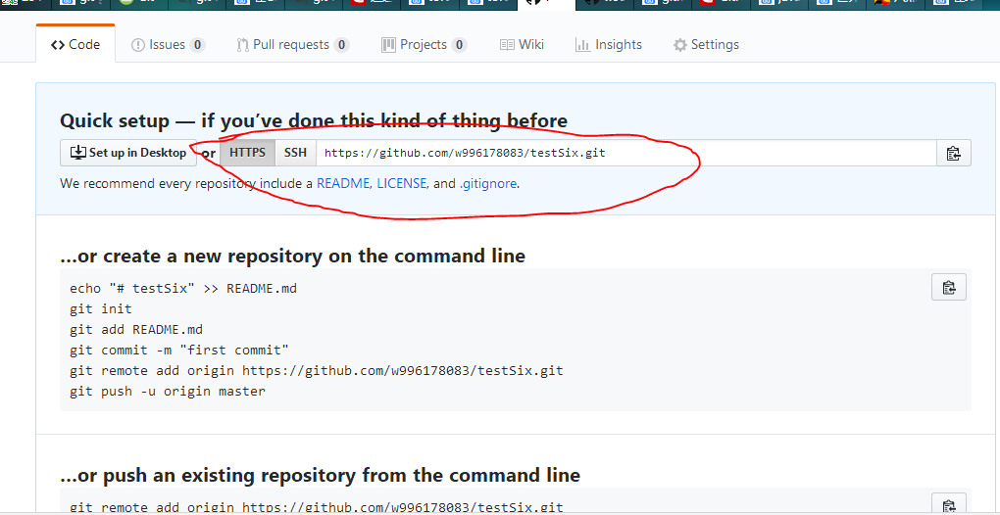 Code Issues 0 Pull requests 0 Projects 0 Wiki Insights Settings
Quick setup — if you’ve done this kind of thing before
Set up in Desktop or HTTPS SSH https://github.com/w996178083/testSix.git
We recommend every repository include a README, LICENSE, and .gitignore.
…or create a new repository on the command line
echo "# testSix" >> README.md
git init
git add README.md
git commit -m "first commit"
git remote add origin https://github.com/w996178083/testSix.git
git push -u origin master
…or push an existing repository from the command line
git remote add origin https://github.com/w996178083/testSix.git